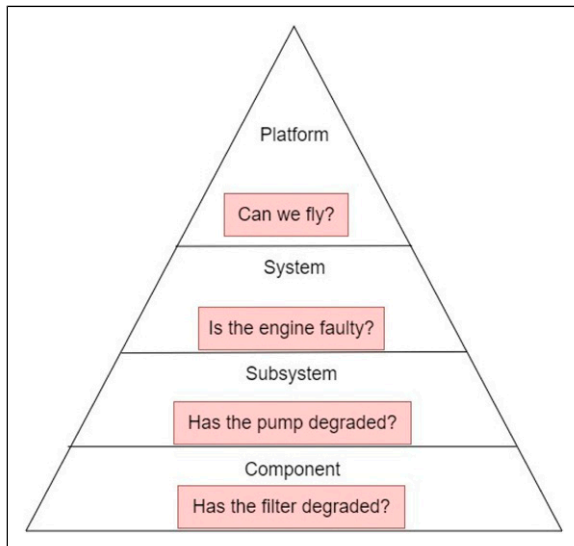 Platform
Can we fly?
System
Is the engine faulty?
Subsystem
Has the pump degraded?
Component
Has the filter degraded?